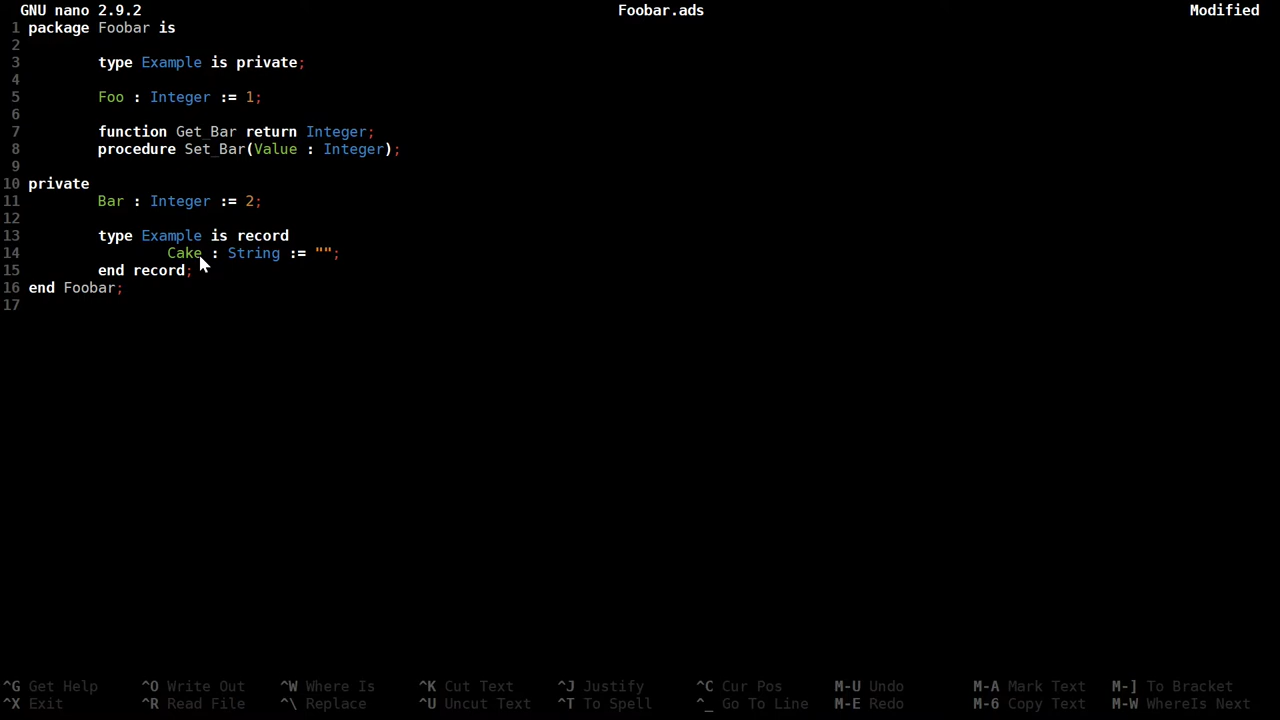 GNU nano 2.9.2 Foobar.ads Modified
1 package Foobar is
2
3 type Example is private;
4
5 Foo : Integer := 1;
6
7 function Get_Bar return Integer;
8 procedure Set_Bar(Value : Integer);
9
10 private
11 Bar : Integer := 2;
12
13 type Example is record
14 Cake : String := "";
15 end record;
16 end Foobar;
17
^G Get Help ^O Write Out ^W Where Is ^K Cut Text ^J Justify ^C Cur Pos M-U Undo M-A Mark Text M-] To Bracket
^X Exit ^R Read File ^\ Replace ^U Uncut Text ^T To Spell ^_ Go To Line M-E Redo M-6 Copy Text M-W WhereIs Next